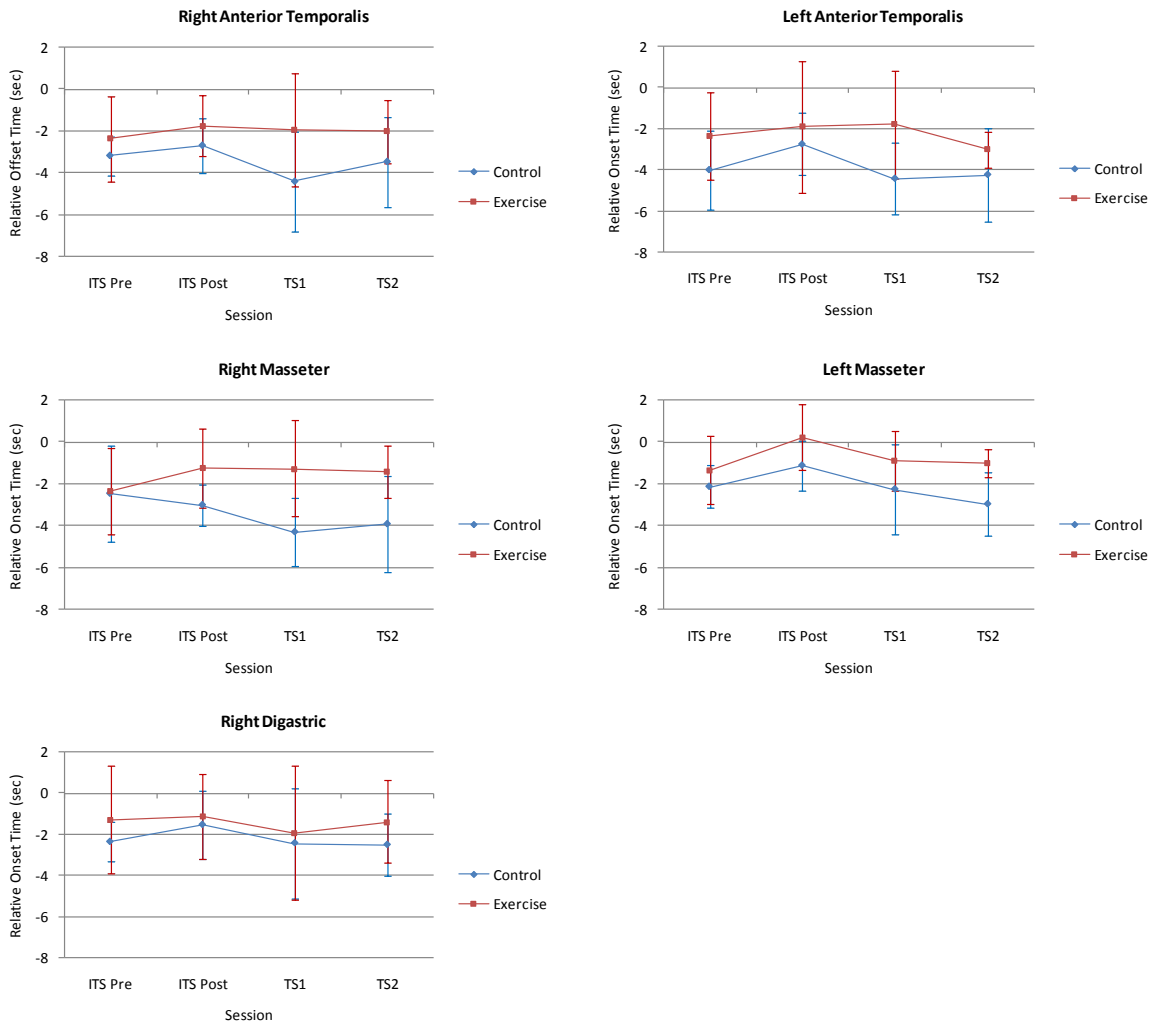 Right Anterior Temporalis
Relative Offset Time (sec)
2
0
-2
-4
-6
-8
ITS Pre ITS Post TS1 TS2
Session
Control
Exercise
Left Anterior Temporalis
Relative Onset Time (sec)
2
0
-2
-4
-6
-8
ITS Pre ITS Post TS1 TS2
Session
Control
Exercise
Right Masseter
Relative Onset Time (sec)
2
0
-2
-4
-6
-8
ITS Pre ITS Post TS1 TS2
Session
Control
Exercise
Left Masseter
Relative Onset Time (sec)
2
0
-2
-4
-6
-8
ITS Pre ITS Post TS1 TS2
Session
Control
Exercise
Right Digastric
Relative Onset Time (sec)
2
0
-2
-4
-6
-8
ITS Pre ITS Post TS1 TS2
Session
Control
Exercise